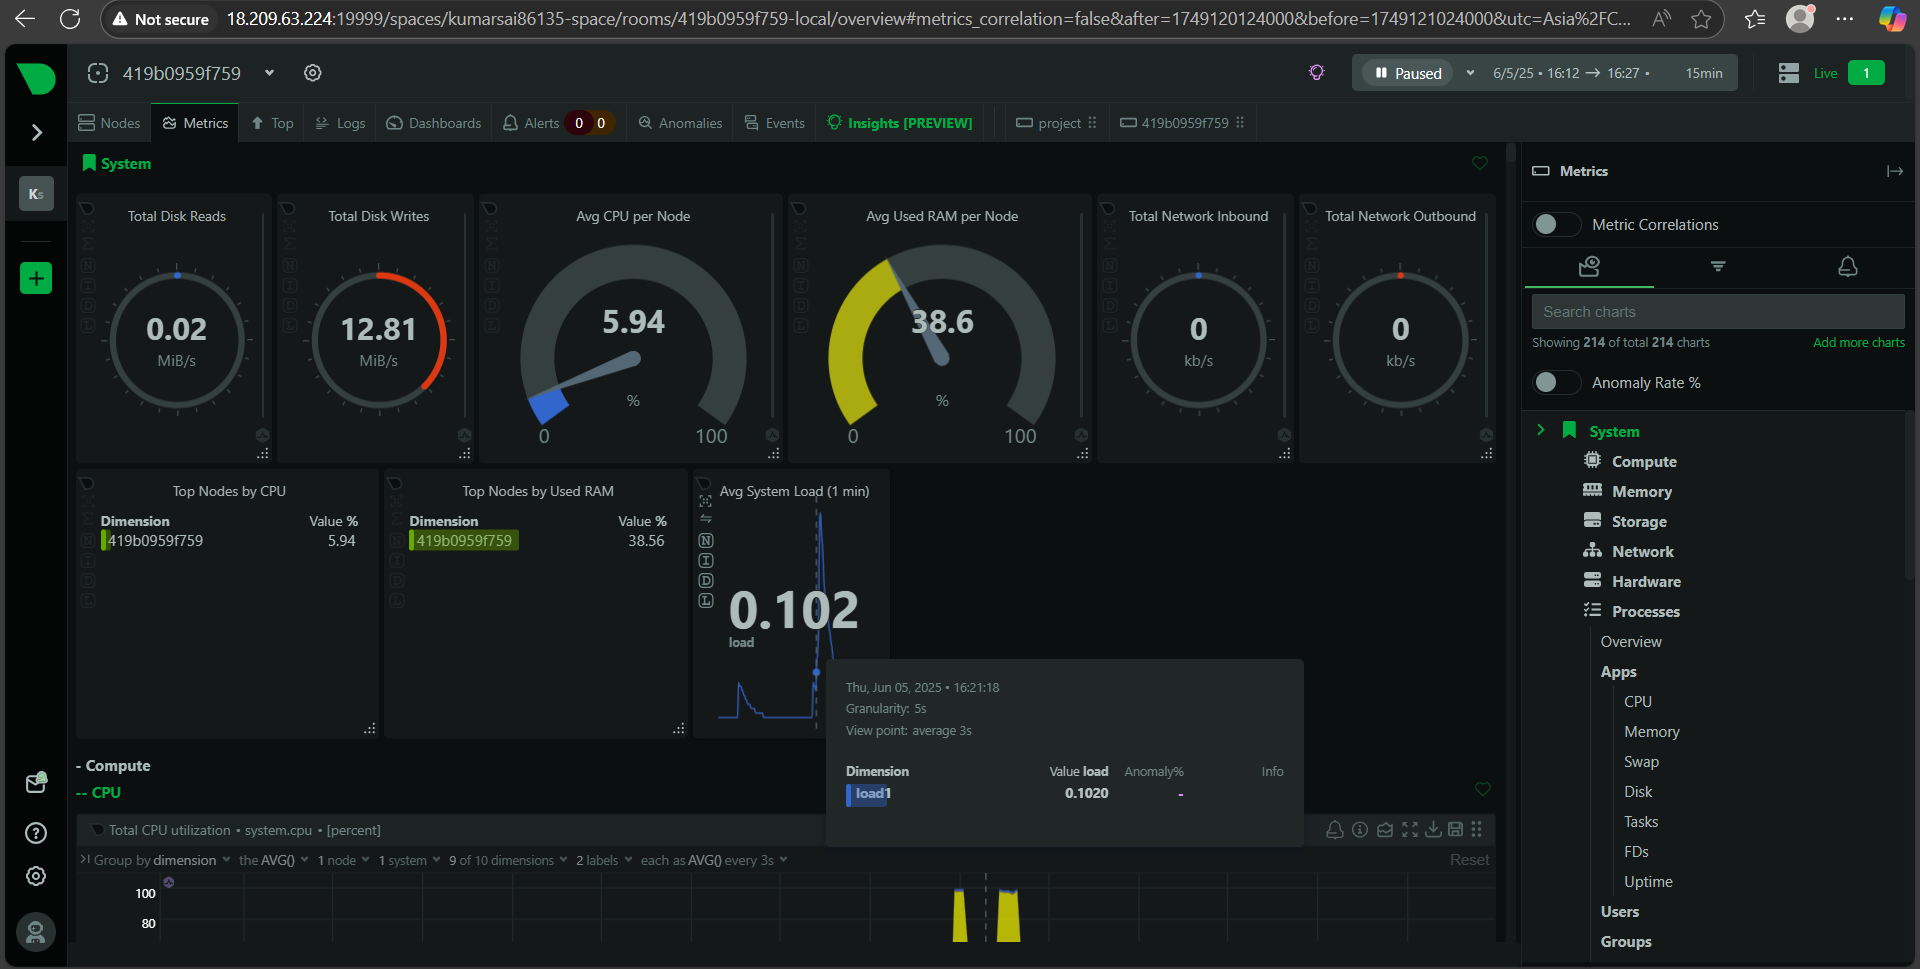 Not secure
18.209.63.224:19999/spaces/kumarsai86135-space/rooms/419b0959f759-local/overview#metrics_correlation=false&after=1749120124000&before=1749121024000&utc=Asia%2FC...
419b0959f759
Paused
6/5/25 • 16:12 → 16:27 •
15min
Live
1
Nodes
Metrics
Top
Logs
Dashboards
Alerts
0
0
Anomalies
Events
Insights [PREVIEW]
project
419b0959f759
Ks
System
Total Disk Reads
0.02
MiB/s
Total Disk Writes
12.81
MiB/s
Avg CPU per Node
5.94
%
0
100
Avg Used RAM per Node
38.6
%
0
100
Total Network Inbound
0
kb/s
Total Network Outbound
0
kb/s
Top Nodes by CPU
Dimension
Value %
419b0959f759
5.94
Top Nodes by Used RAM
Dimension
Value %
419b0959f759
38.56
Avg System Load (1 min)
N
I
D
L
0.102
load
Thu, Jun 05, 2025 • 16:21:18
Granularity: 5s
View point: average 3s
Dimension
Value load
Anomaly%
Info
load1
0.1020
-
- Compute
-- CPU
Total CPU utilization • system.cpu • [percent]
Group by dimension
the AVG()
1 node
1 system
9 of 10 dimensions
2 labels
each as AVG() every 3s
Reset
100
80
Metrics
Metric Correlations
Search charts
Showing 214 of total 214 charts
Add more charts
Anomaly Rate %
System
Compute
Memory
Storage
Network
Hardware
Processes
Overview
Apps
CPU
Memory
Swap
Disk
Tasks
FDs
Uptime
Users
Groups